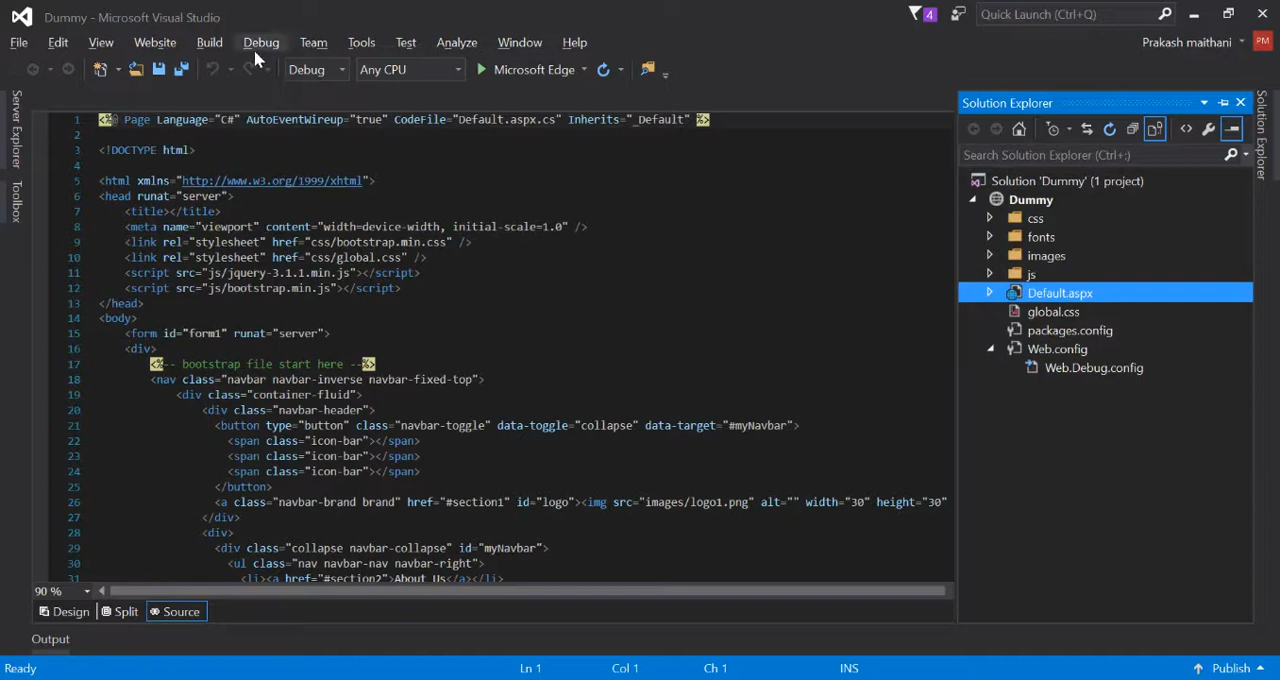 Dummy - Microsoft Visual Studio
4
Quick Launch (Ctrl+Q)
File Edit View Website Build Debug Team Tools Test Analyze Window Help
Prakash maithani PM
Debug Any CPU Microsoft Edge
Server Explorer
Toolbox
1 <%@ Page Language="C#" AutoEventWireup="true" CodeFile="Default.aspx.cs" Inherits="_Default" %>
2
3 <!DOCTYPE html>
4
5 <html xmlns="http://www.w3.org/1999/xhtml">
6 <head runat="server">
7 <title></title>
8 <meta name="viewport" content="width=device-width, initial-scale=1.0" />
9 <link rel="stylesheet" href="css/bootstrap.min.css" />
10 <link rel="stylesheet" href="css/global.css" />
11 <script src="js/jquery-3.1.1.min.js"></script>
12 <script src="js/bootstrap.min.js"></script>
13 </head>
14 <body>
15 <form id="form1" runat="server">
16 <div>
17 <%-- bootstrap file start here --%>
18 <nav class="navbar navbar-inverse navbar-fixed-top">
19 <div class="container-fluid">
20 <div class="navbar-header">
21 <button type="button" class="navbar-toggle" data-toggle="collapse" data-target="#myNavbar">
22 <span class="icon-bar"></span>
23 <span class="icon-bar"></span>
24 <span class="icon-bar"></span>
25 </button>
26 <a class="navbar-brand brand" href="#section1" id="logo"><img src="images/logo1.png" alt="" width="30" height="30"
27 </div>
28 <div>
29 <div class="collapse navbar-collapse" id="myNavbar">
30 <ul class="nav navbar-nav navbar-right">
31 <li><a href="#section2">About Us</a></li>
90 %
Design Split Source
Output
Solution Explorer
Search Solution Explorer (Ctrl+;)
Solution 'Dummy' (1 project)
Dummy
css
fonts
images
js
Default.aspx
global.css
packages.config
Web.config
Web.Debug.config
Solution Explorer
Ready Ln 1 Col 1 Ch 1 INS Publish